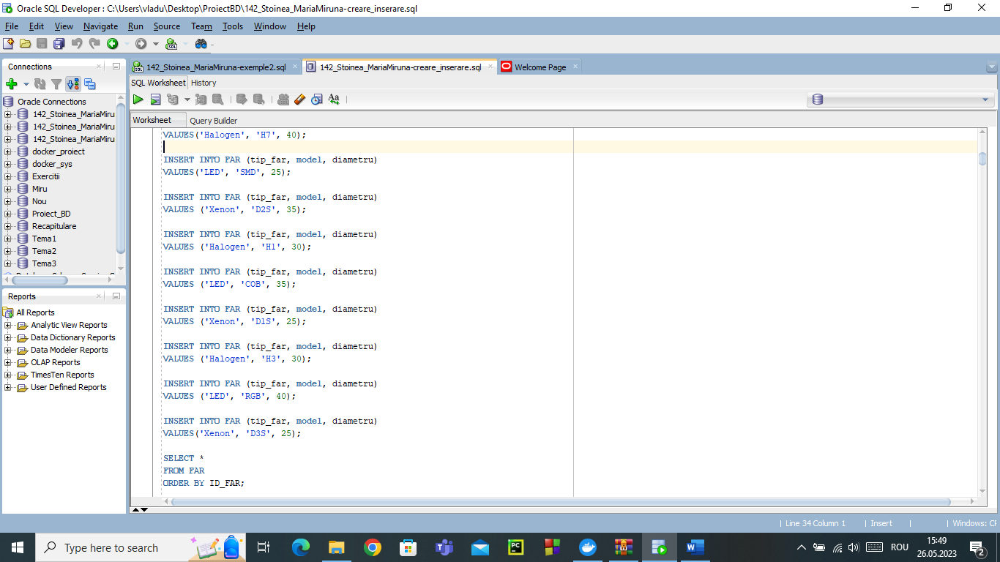 Oracle SQL Developer : C:\Users\vladu\Desktop\ProiectBD\142_Stoinea_MariaMiruna-creare_inserare.sql
File Edit View Navigate Run Source Team Tools Window Help
Connections
Oracle Connections
142_Stoinea_MariaMiru
142_Stoinea_MariaMiru
142_Stoinea_MariaMiru
docker_proiect
docker_sys
Exercitii
Miru
Nou
Proiect_BD
Recapitulare
Tema1
Tema2
Tema3
Reports
All Reports
Analytic View Reports
Data Dictionary Reports
Data Modeler Reports
OLAP Reports
TimesTen Reports
User Defined Reports
142_Stoinea_MariaMiruna-exemple2.sql
142_Stoinea_MariaMiruna-creare_inserare.sql
Welcome Page
SQL Worksheet History
Worksheet Query Builder
VALUES('Halogen', 'H7', 40);
INSERT INTO FAR (tip_far, model, diametru)
VALUES('LED', 'SMD', 25);
INSERT INTO FAR (tip_far, model, diametru)
VALUES ('Xenon', 'D2S', 35);
INSERT INTO FAR (tip_far, model, diametru)
VALUES ('Halogen', 'H1', 30);
INSERT INTO FAR (tip_far, model, diametru)
VALUES ('LED', 'COB', 35);
INSERT INTO FAR (tip_far, model, diametru)
VALUES ('Xenon', 'D1S', 25);
INSERT INTO FAR (tip_far, model, diametru)
VALUES ('Halogen', 'H3', 30);
INSERT INTO FAR (tip_far, model, diametru)
VALUES ('LED', 'RGB', 40);
INSERT INTO FAR (tip_far, model, diametru)
VALUES('Xenon', 'D3S', 25);
SELECT *
FROM FAR
ORDER BY ID_FAR;
Line 34 Column 1
Insert
Windows: CF
Type here to search
ROU
15:49
26.05.2023
2